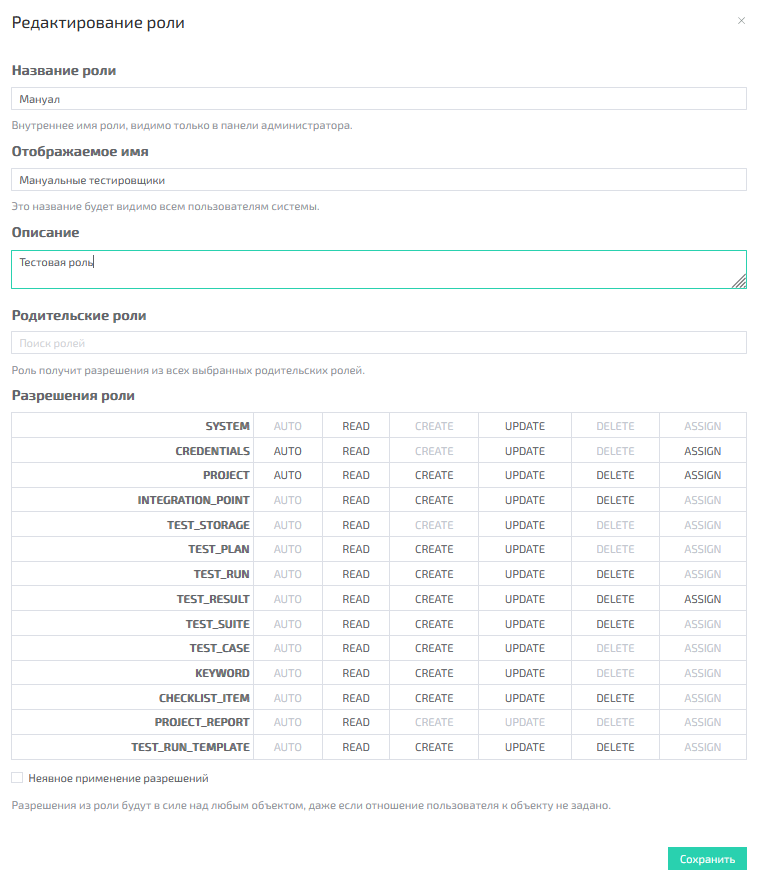 Редактирование роли
Название роли
Мануал
Внутреннее имя роли, видимо только в панели администратора.
Отображаемое имя
Мануальные тестировщики
Это название будет видимо всем пользователям системы.
Описание
Тестовая роль
Родительские роли
Поиск ролей
Роль получит разрешения из всех выбранных родительских ролей.
Разрешения роли
SYSTEM AUTO READ CREATE UPDATE DELETE ASSIGN
CREDENTIALS AUTO READ CREATE UPDATE DELETE ASSIGN
PROJECT AUTO READ CREATE UPDATE DELETE ASSIGN
INTEGRATION_POINT AUTO READ CREATE UPDATE DELETE ASSIGN
TEST_STORAGE AUTO READ CREATE UPDATE DELETE ASSIGN
TEST_PLAN AUTO READ CREATE UPDATE DELETE ASSIGN
TEST_RUN AUTO READ CREATE UPDATE DELETE ASSIGN
TEST_RESULT AUTO READ CREATE UPDATE DELETE ASSIGN
TEST_SUITE AUTO READ CREATE UPDATE DELETE ASSIGN
TEST_CASE AUTO READ CREATE UPDATE DELETE ASSIGN
KEYWORD AUTO READ CREATE UPDATE DELETE ASSIGN
CHECKLIST_ITEM AUTO READ CREATE UPDATE DELETE ASSIGN
PROJECT_REPORT AUTO READ CREATE UPDATE DELETE ASSIGN
TEST_RUN_TEMPLATE AUTO READ CREATE UPDATE DELETE ASSIGN
Неявное применение разрешений
Разрешения из роли будут в силе над любым объектом, даже если отношение пользователя к объекту не задано.
Сохранить